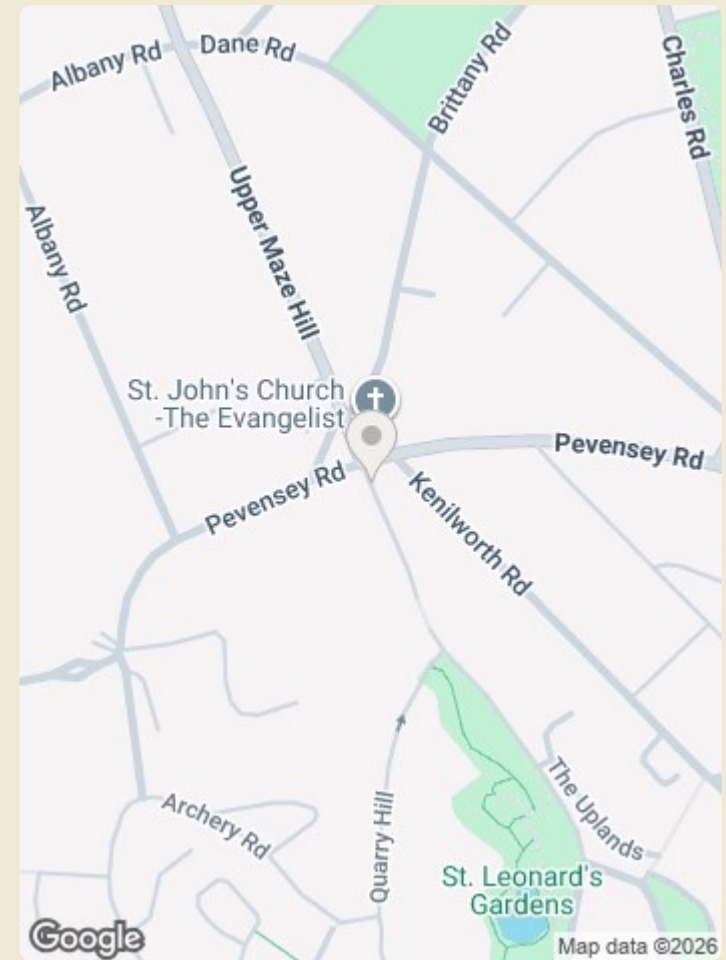 Albany Rd
Dane Rd
Brittany Rd
Charles Rd
Upper Maze Hill
Albany Rd
St. John's Church
-The Evangelist
Pevensey Rd
Pevensey Rd
Kenilworth Rd
The Uplands
Archery Rd
Quarry Hill
St. Leonard's
Gardens
Google
Map data ©2026